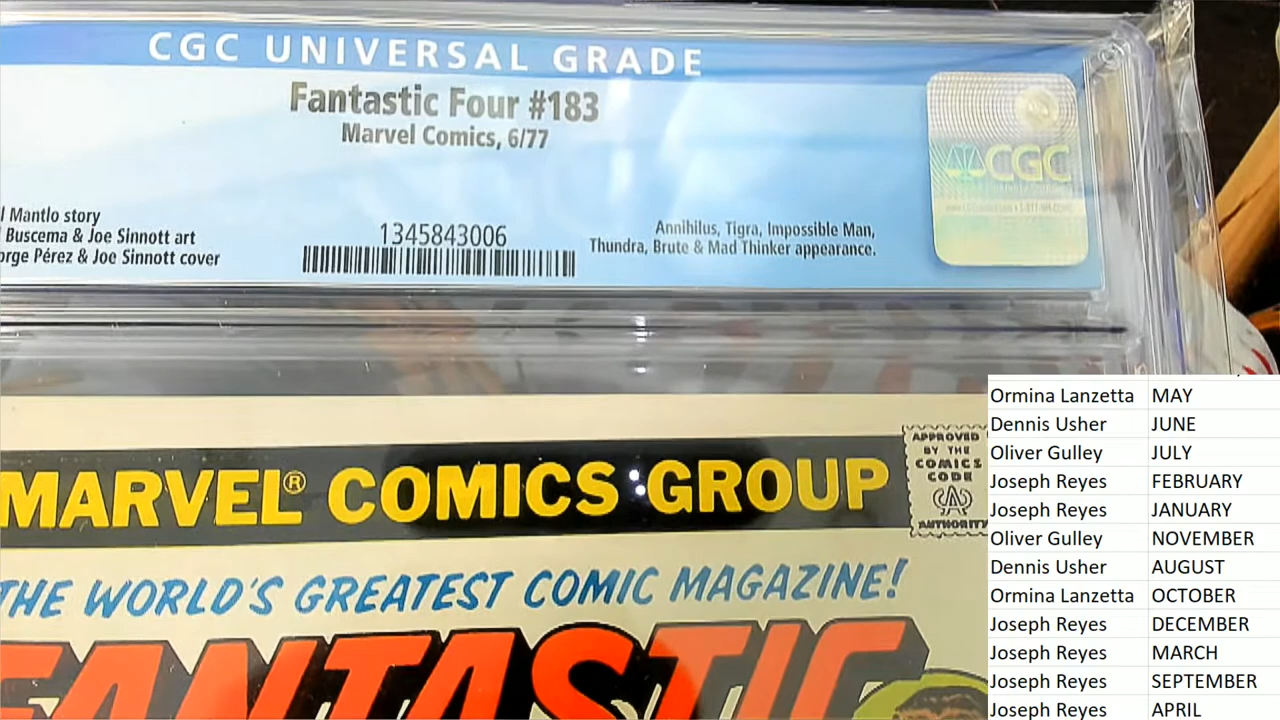 CGC UNIVERSAL GRADE
Fantastic Four #183
Marvel Comics, 6/77
l Mantlo story
Buscema & Joe Sinnott art
orge Pérez & Joe Sinnott cover
1345843006
Annihilus, Tigra, Impossible Man,
Thundra, Brute & Mad Thinker appearance.
CGC
MARVEL® COMICS GROUP
APPROVED
BY THE
COMICS
CODE
CA
AUTHORITY
THE WORLD'S GREATEST COMIC MAGAZINE!
FANTASTIC
Ormina Lanzetta MAY
Dennis Usher JUNE
Oliver Gulley JULY
Joseph Reyes FEBRUARY
Joseph Reyes JANUARY
Oliver Gulley NOVEMBER
Dennis Usher AUGUST
Ormina Lanzetta OCTOBER
Joseph Reyes DECEMBER
Joseph Reyes MARCH
Joseph Reyes SEPTEMBER
Joseph Reyes APRIL